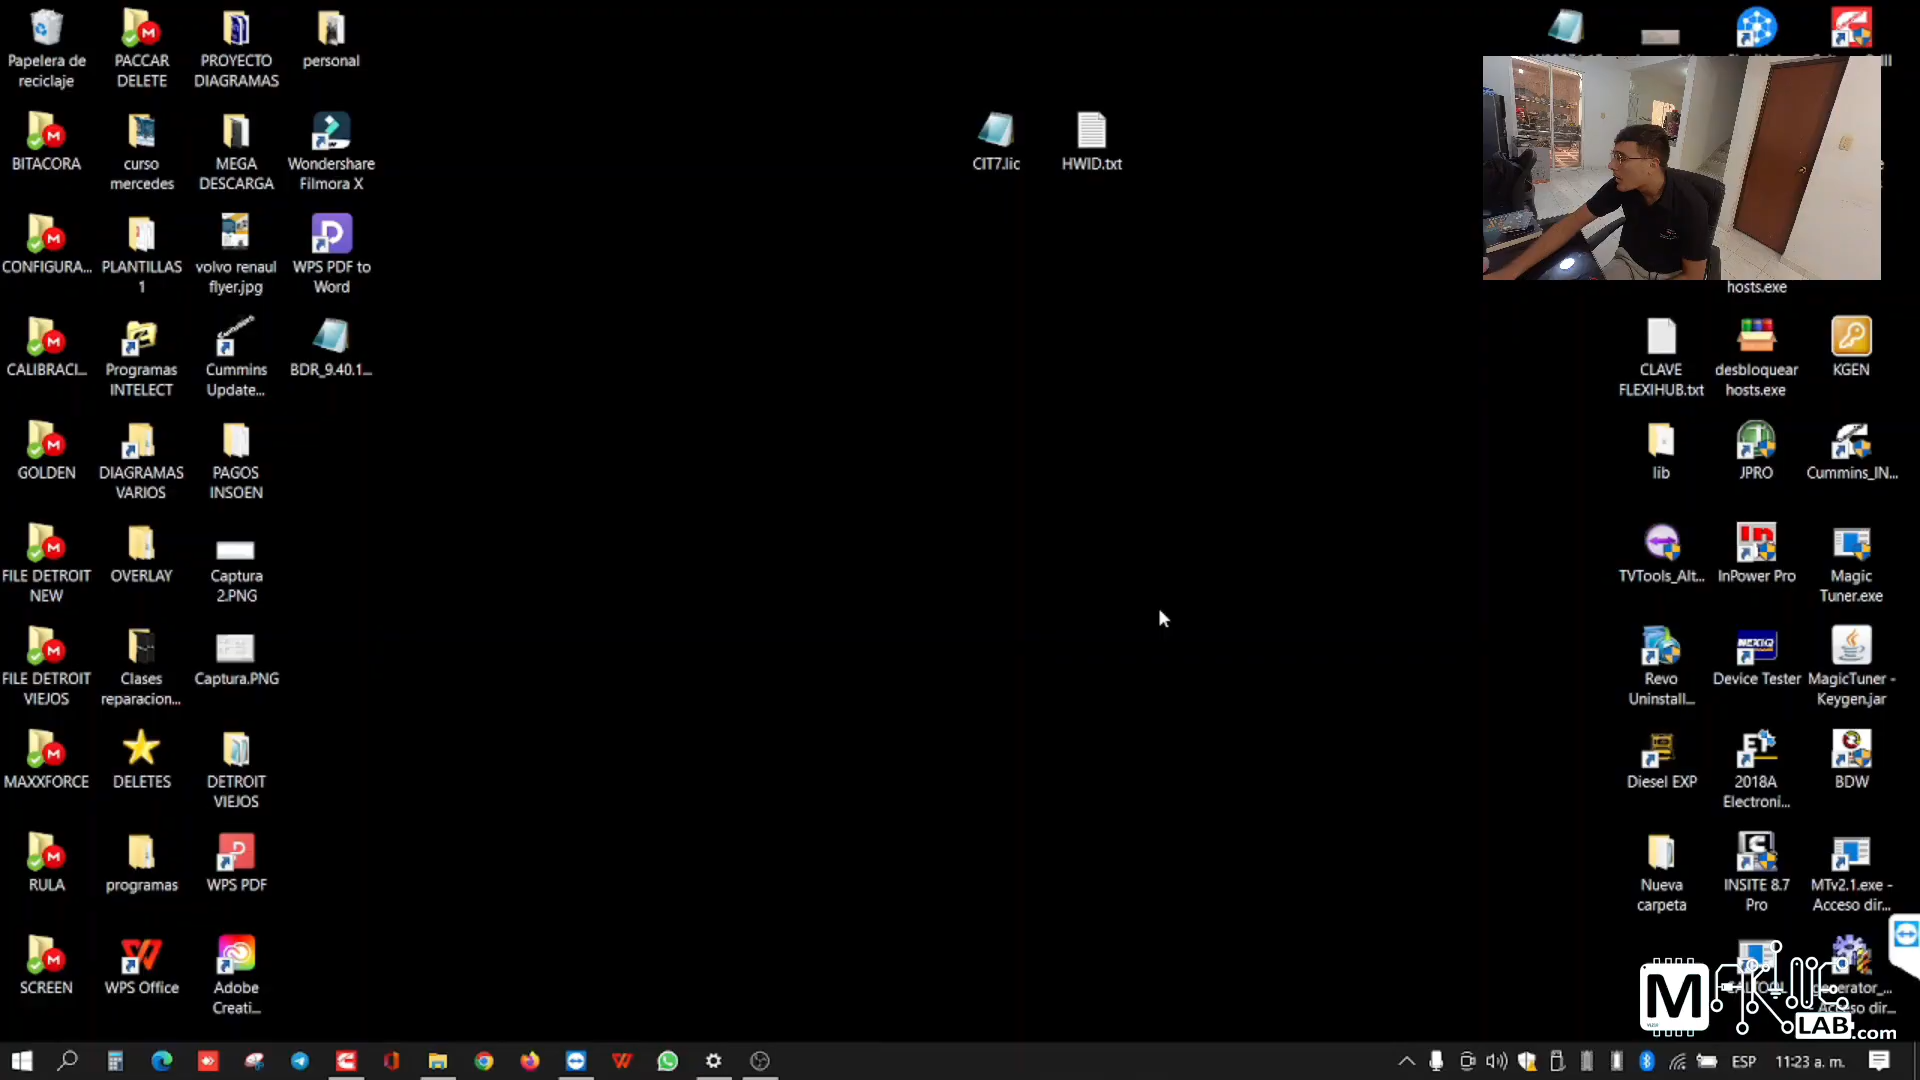 Papelera de
reciclaje
PACCAR
DELETE
PROYECTO
DIAGRAMAS
personal
BITACORA
curso
mercedes
MEGA
DESCARGA
Wondershare
Filmora X
CIT7.lic
HWID.txt
CONFIGURA...
PLANTILLAS
1
volvo renaul
flyer.jpg
WPS PDF to
Word
hosts.exe
CALIBRACI...
Programas
INTELECT
Cummins
Update...
BDR_9.40.1...
CLAVE
FLEXIHUB.txt
desbloquear
hosts.exe
KGEN
GOLDEN
DIAGRAMAS
VARIOS
PAGOS
INSOEN
lib
JPRO
Cummins_IN...
FILE DETROIT
NEW
OVERLAY
Captura
2.PNG
TVTools_Alt...
InPower Pro
Magic
Tuner.exe
FILE DETROIT
VIEJOS
Clases
reparacion...
Captura.PNG
Revo
Uninstall...
Device Tester
MagicTuner -
Keygen.jar
MAXXFORCE
DELETES
DETROIT
VIEJOS
Diesel EXP
2018A
Electroni...
BDW
RULA
programas
WPS PDF
Nueva
carpeta
INSITE 8.7
Pro
MTv2.1.exe -
Acceso dir...
SCREEN
WPS Office
Adobe
Creati...
LAB.com
ESP
11:23 a. m.